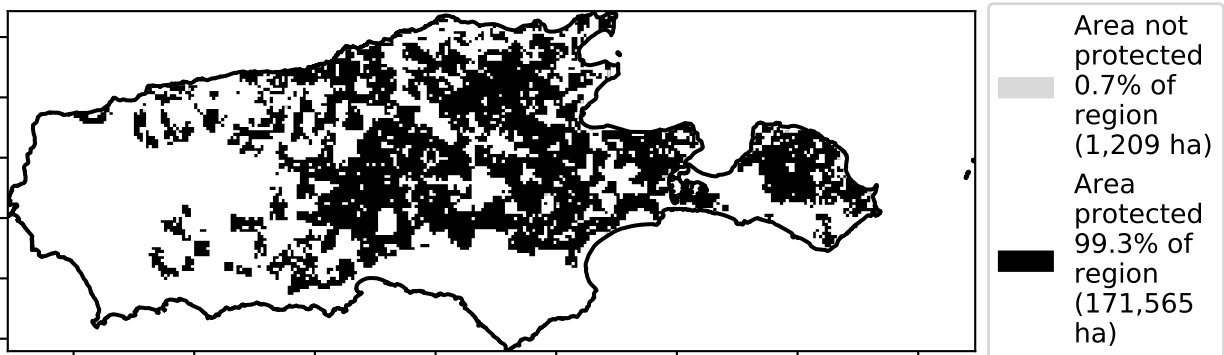 Area not
protected
0.7% of
region
(1,209 ha)
Area
protected
99.3% of
region
(171,565
ha)